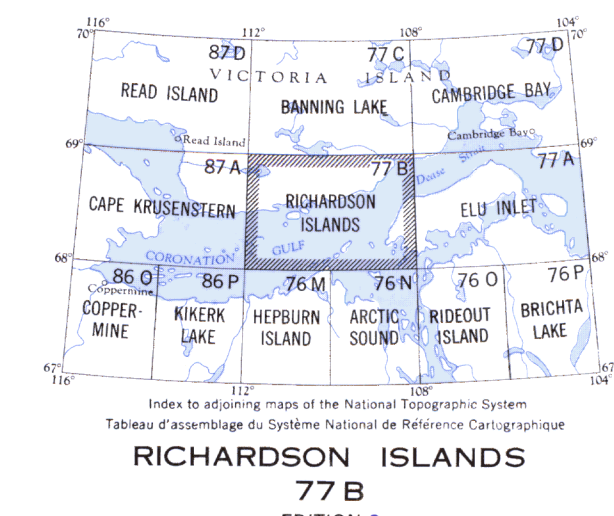 116° 112° 108° 104°
70° 70°
87 D 77 C 77 D
VICTORIA ISLAND
READ ISLAND BANNING LAKE CAMBRIDGE BAY
Read Island Cambridge Bay
69° 69°
87 A 77 B 77 A
Dease Strait
CAPE KRUSENSTERN RICHARDSON ISLANDS ELU INLET
CORONATION GULF
68° 68°
86 O 86 P 76 M 76 N 76 O 76 P
Coppermine
COPPER-MINE KIKERK LAKE HEPBURN ISLAND ARCTIC SOUND RIDEOUT ISLAND BRICHTA LAKE
67° 67°
116° 112° 108° 104°
Index to adjoining maps of the National Topographic System
Tableau d'assemblage du Système National de Référence Cartographique
RICHARDSON ISLANDS
77 B